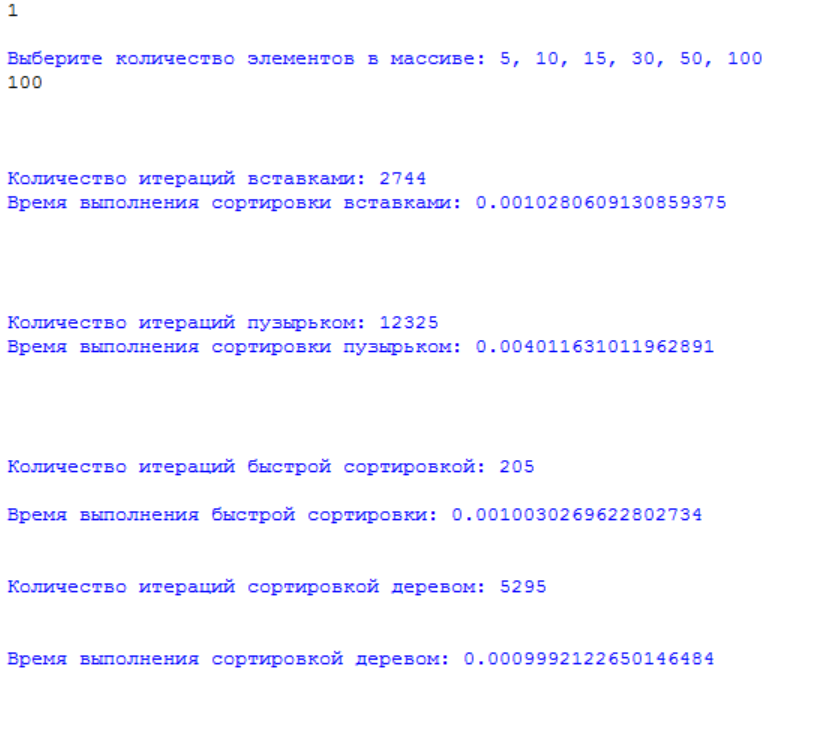 1
Выберите количество элементов в массиве: 5, 10, 15, 30, 50, 100
100
Количество итераций вставками: 2744
Время выполнения сортировки вставками: 0.0010280609130859375
Количество итераций пузырьком: 12325
Время выполнения сортировки пузырьком: 0.004011631011962891
Количество итераций быстрой сортировкой: 205
Время выполнения быстрой сортировки: 0.0010030269622802734
Количество итераций сортировкой деревом: 5295
Время выполнения сортировкой деревом: 0.0009992122650146484